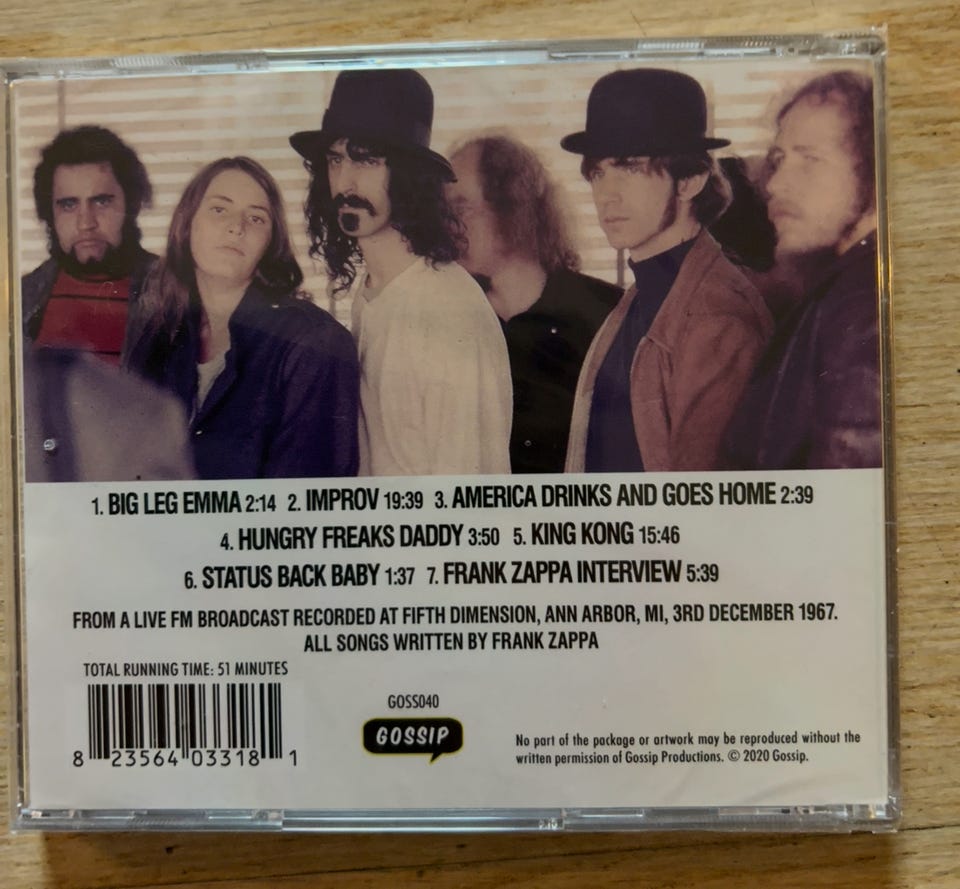 1. BIG LEG EMMA 2:14 2. IMPROV 19:39 3. AMERICA DRINKS AND GOES HOME 2:39
4. HUNGRY FREAKS DADDY 3:50 5. KING KONG 15:46
6. STATUS BACK BABY 1:37 7. FRANK ZAPPA INTERVIEW 5:39
FROM A LIVE FM BROADCAST RECORDED AT FIFTH DIMENSION, ANN ARBOR, MI, 3RD DECEMBER 1967.
ALL SONGS WRITTEN BY FRANK ZAPPA
TOTAL RUNNING TIME: 51 MINUTES
8 23564 03318 1
GOSS040
GOSSIP
No part of the package or artwork may be reproduced without the
written permission of Gossip Productions. © 2020 Gossip.